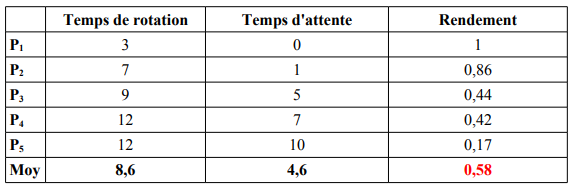 Temps de rotation Temps d'attente Rendement
P1 3 0 1
P2 7 1 0,86
P3 9 5 0,44
P4 12 7 0,42
P5 12 10 0,17
Moy 8,6 4,6 0,58